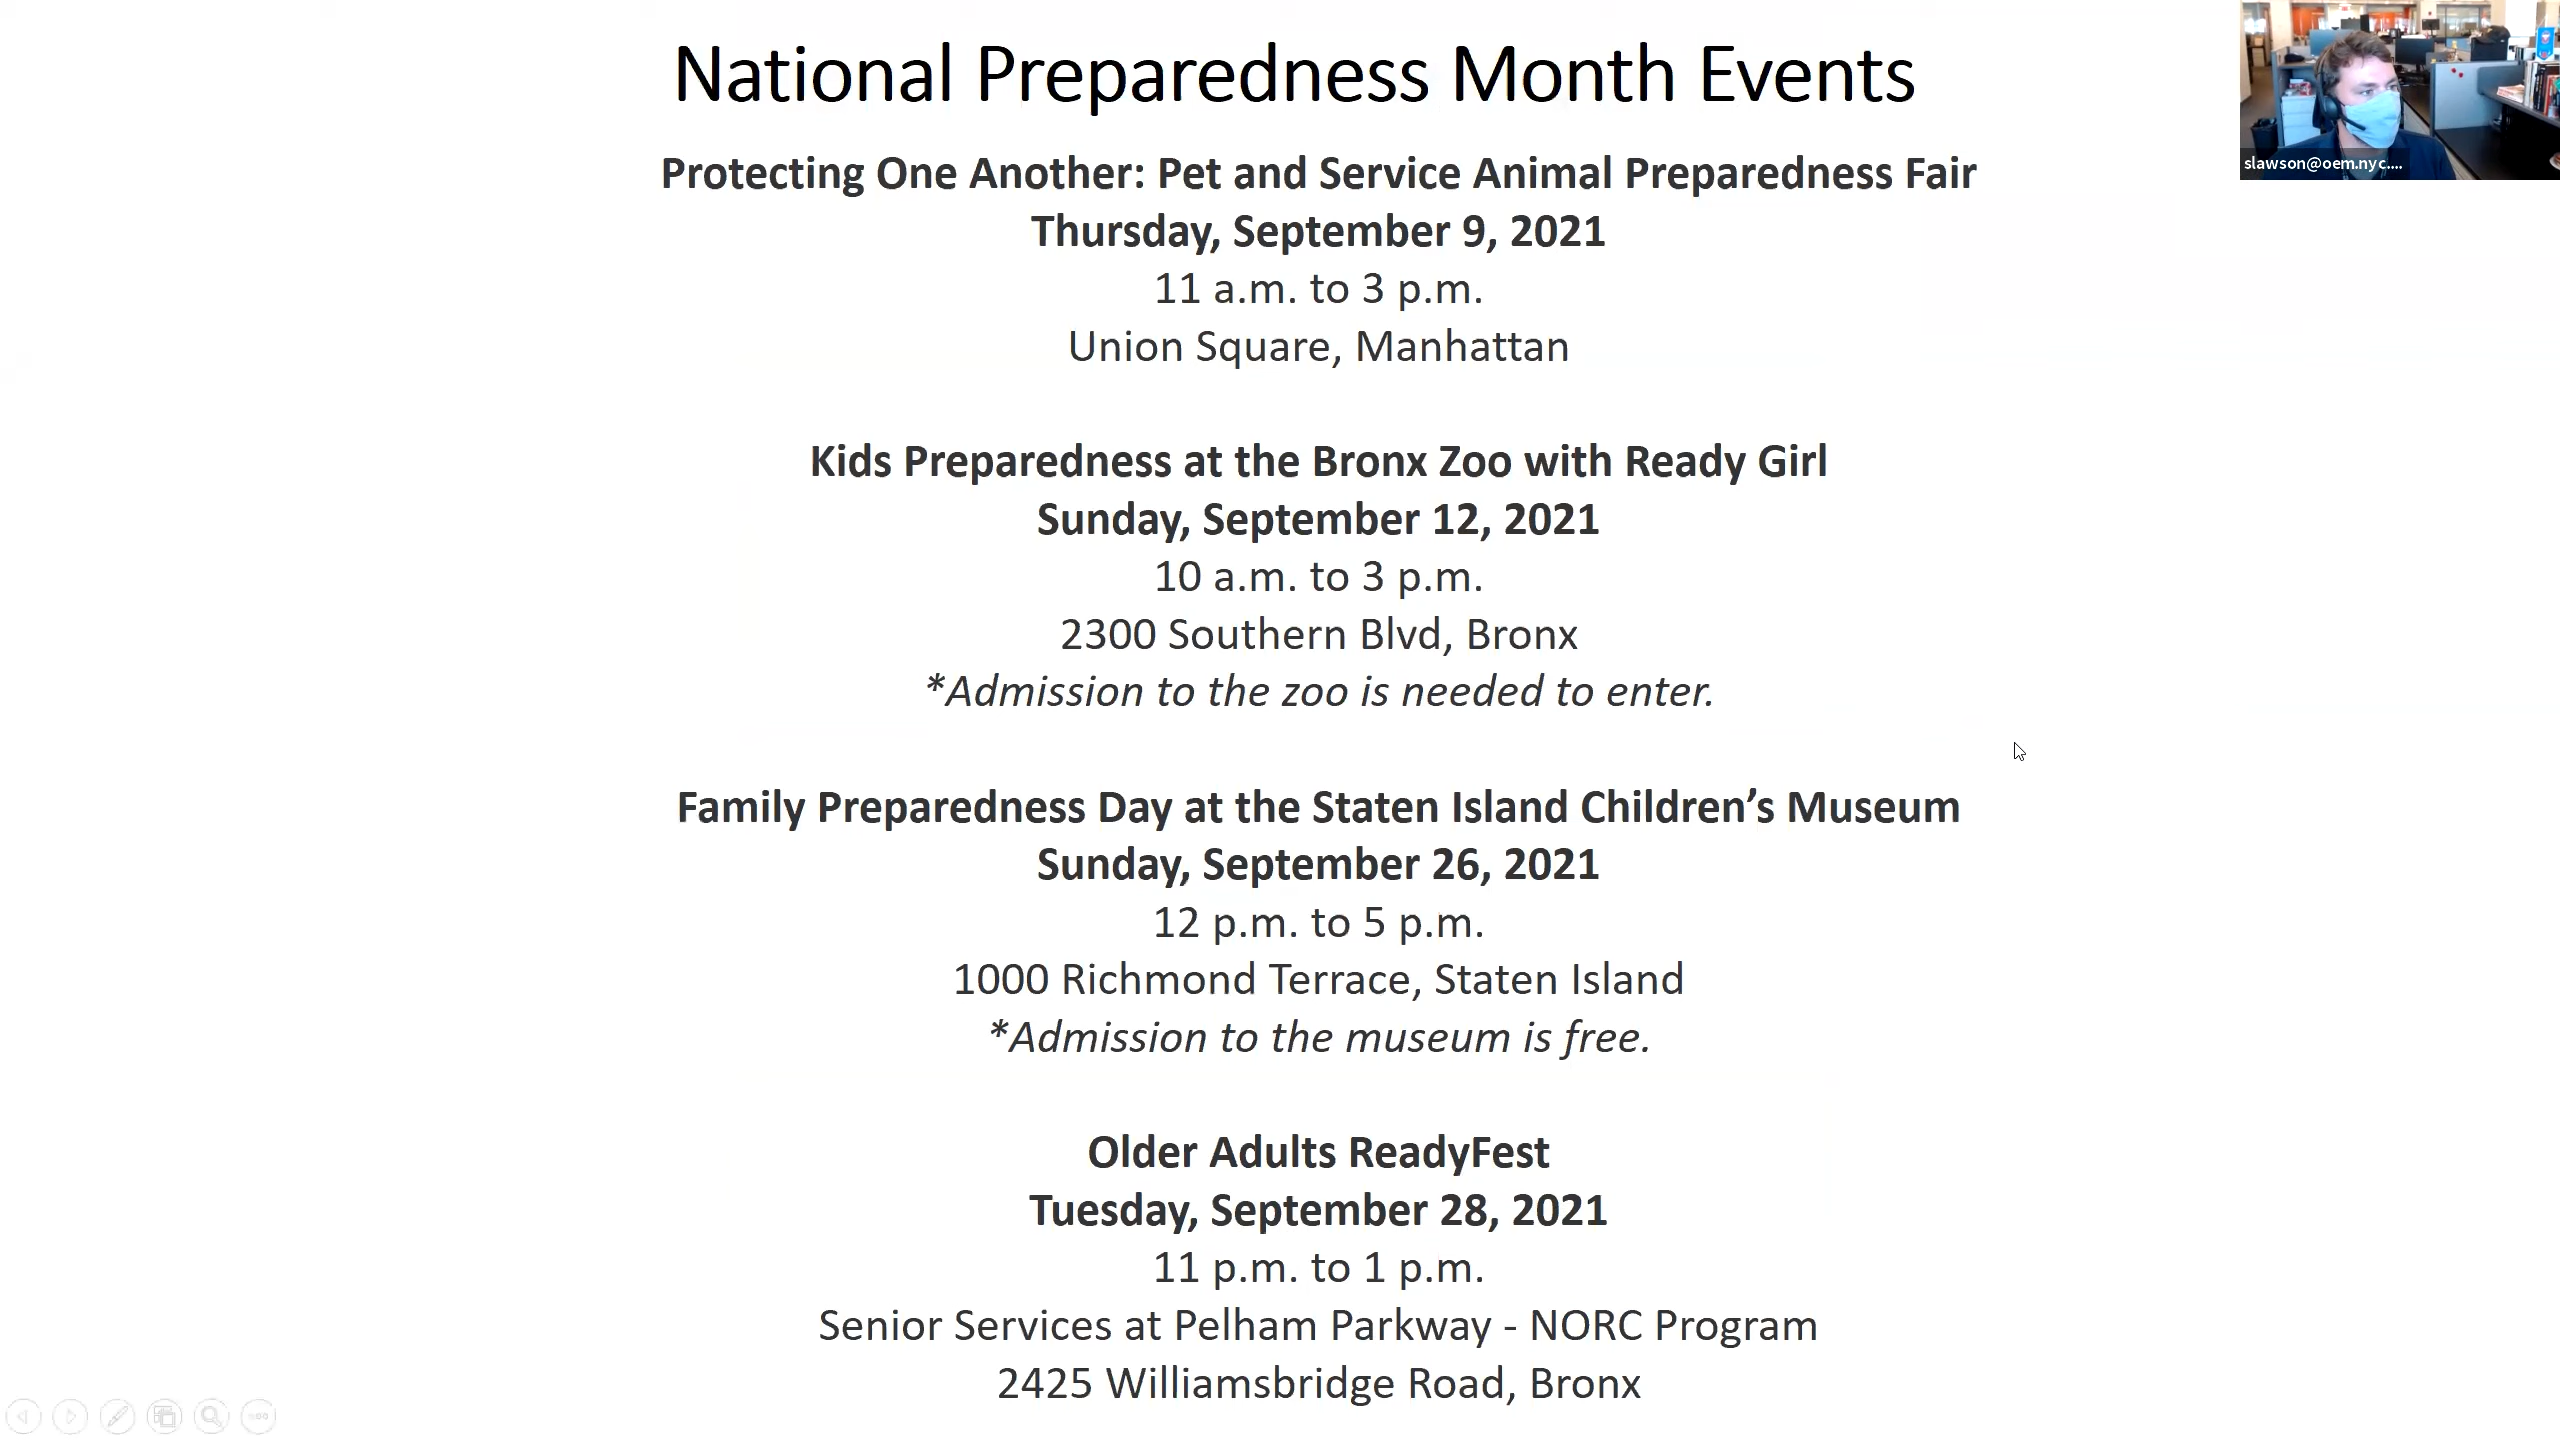 National Preparedness Month Events
Protecting One Another: Pet and Service Animal Preparedness Fair
Thursday, September 9, 2021
11 a.m. to 3 p.m.
Union Square, Manhattan
Kids Preparedness at the Bronx Zoo with Ready Girl
Sunday, September 12, 2021
10 a.m. to 3 p.m.
2300 Southern Blvd, Bronx
*Admission to the zoo is needed to enter.
Family Preparedness Day at the Staten Island Children’s Museum
Sunday, September 26, 2021
12 p.m. to 5 p.m.
1000 Richmond Terrace, Staten Island
*Admission to the museum is free.
Older Adults ReadyFest
Tuesday, September 28, 2021
11 p.m. to 1 p.m.
Senior Services at Pelham Parkway - NORC Program
2425 Williamsbridge Road, Bronx
slawson@oem.nyc....